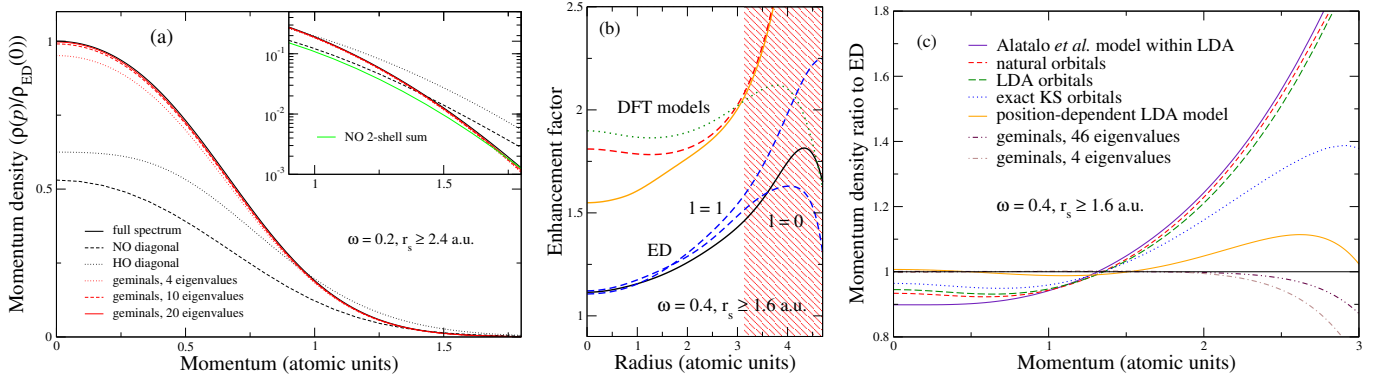 (a)
Momentum density (ρ(p)/ρED(0))
1
0.5
0
0
0.5
1
1.5
Momentum (atomic units)
full spectrum
NO diagonal
HO diagonal
geminals, 4 eigenvalues
geminals, 10 eigenvalues
geminals, 20 eigenvalues
ω = 0.2, rs ≥ 2.4 a.u.
10-1
10-2
10-3
1
1.5
NO 2-shell sum
(b)
Enhancement factor
2.5
2
1.5
1
0
1
2
3
4
Radius (atomic units)
DFT models
l = 1
l = 0
ED
ω = 0.4, rs ≥ 1.6 a.u.
(c)
Momentum density ratio to ED
1.8
1.6
1.4
1.2
1
0.8
0
1
2
3
Momentum (atomic units)
Alatalo et al. model within LDA
natural orbitals
LDA orbitals
exact KS orbitals
position-dependent LDA model
geminals, 46 eigenvalues
geminals, 4 eigenvalues
ω = 0.4, rs ≥ 1.6 a.u.